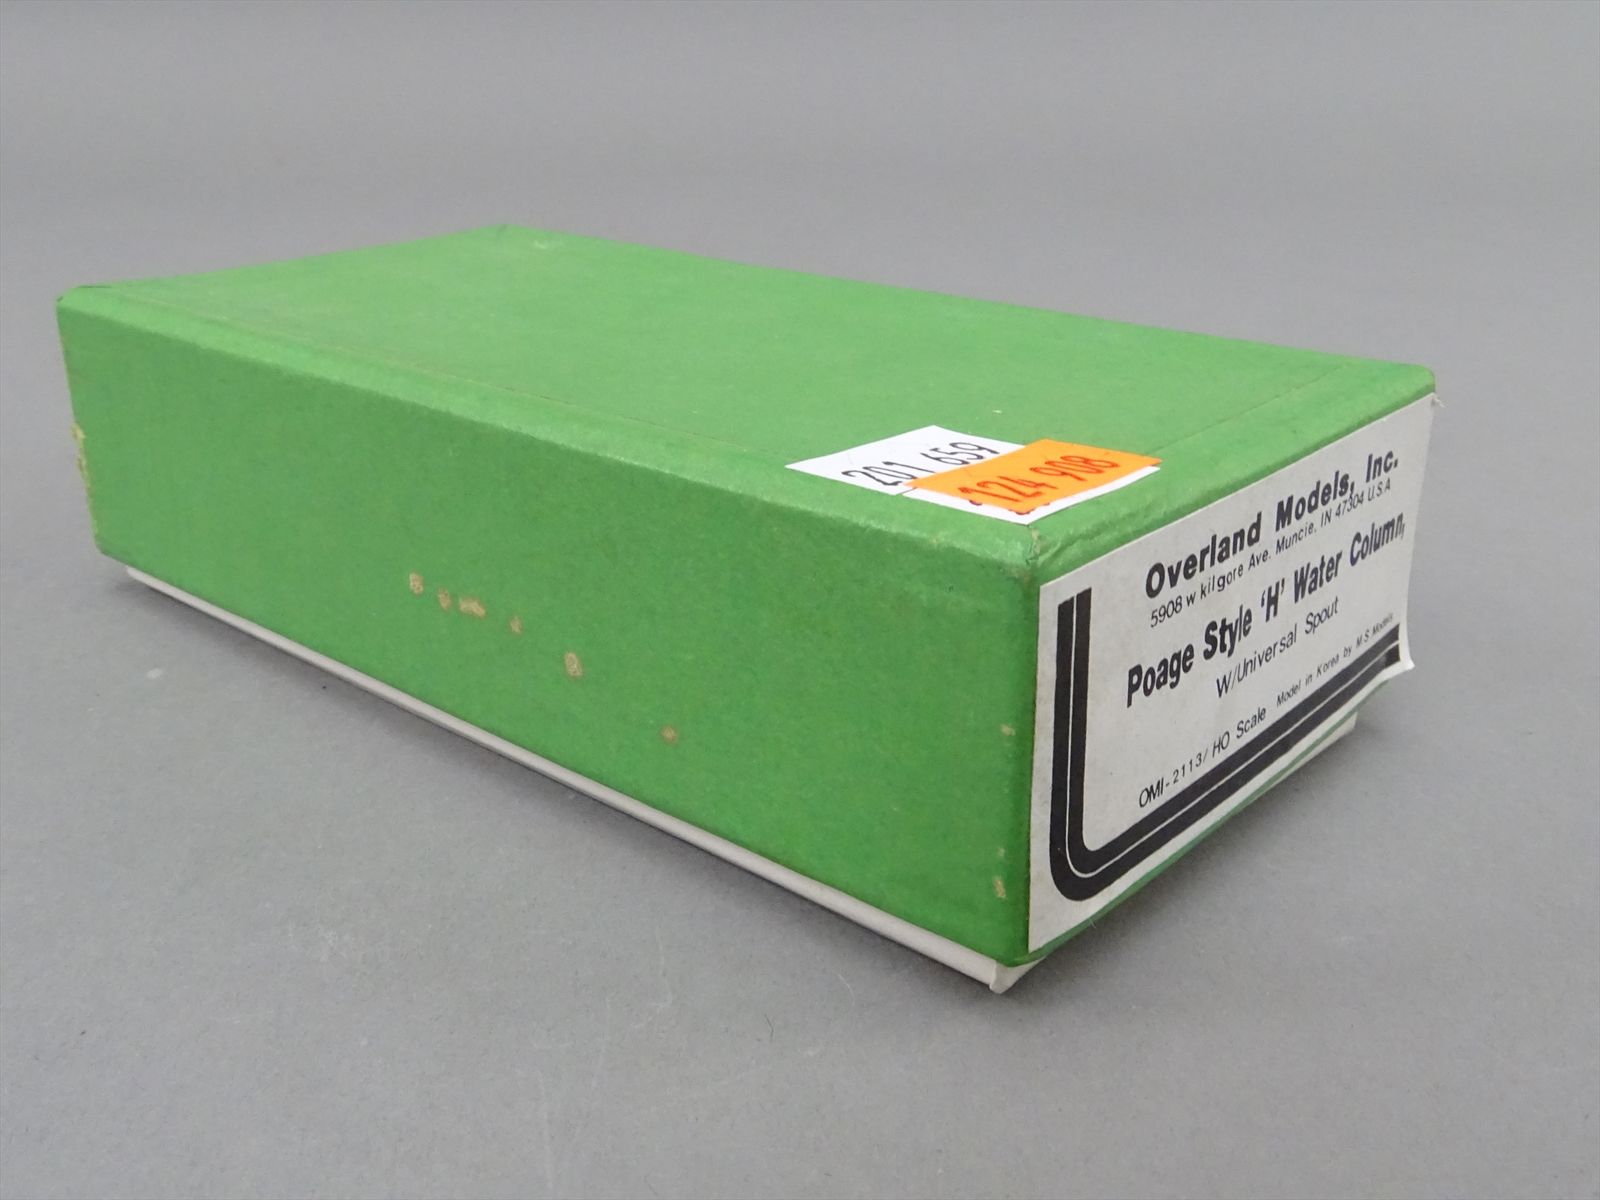 201 659
124 908
Overland Models, Inc.
5908 w kilgore Ave. Muncie, IN 47304 U.S.A
Poage Style 'H' Water Column,
W/Universal Spout
OMI-2113/ HO Scale Model in Korea by M.S. Models